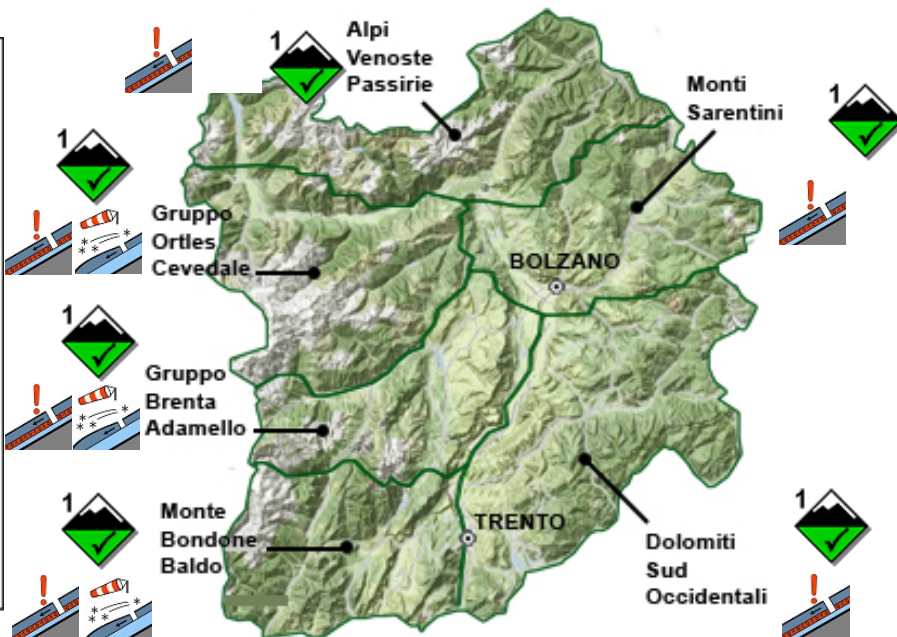 1
Alpi
Venoste
Passirie
Monti
Sarentini
1
1
Gruppo
Ortles
Cevedale
BOLZANO
1
Gruppo
Brenta
Adamello
1
Monte
Bondone
Baldo
TRENTO
1
Dolomiti
Sud
Occidentali